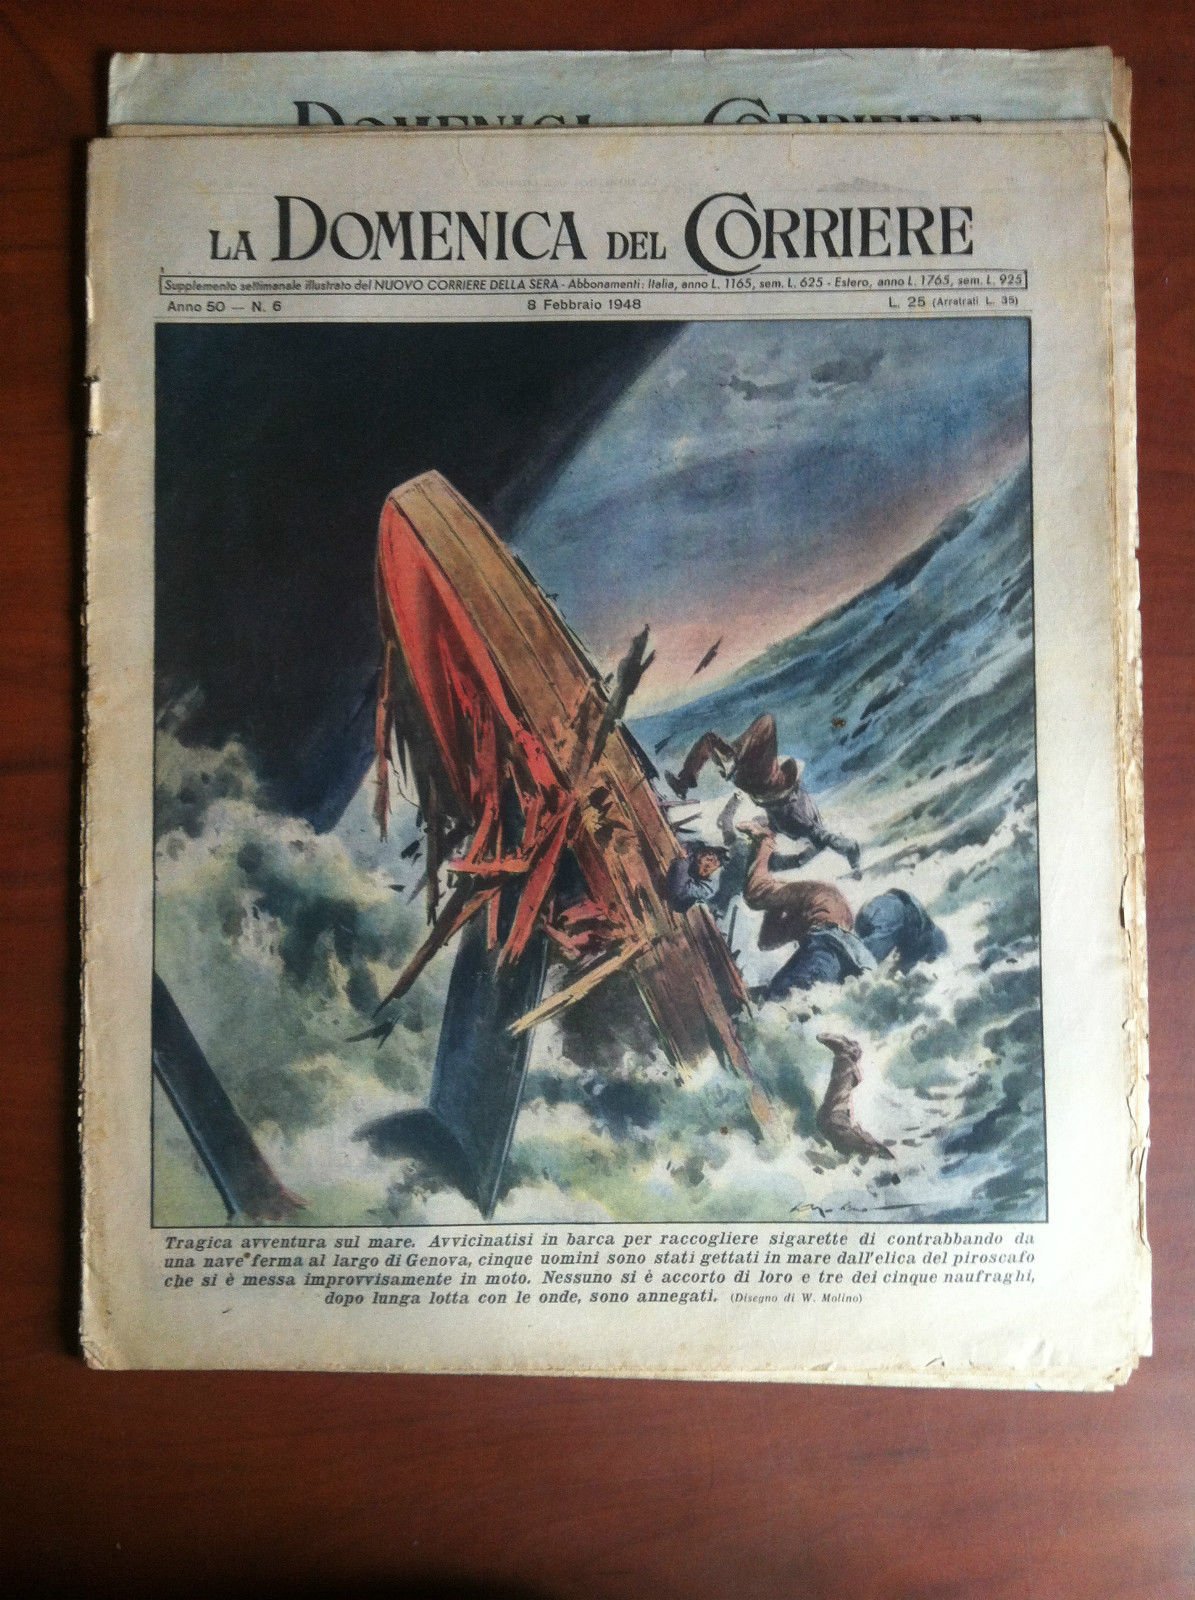 DOMENICA CORRIERE
LA DOMENICA DEL CORRIERE
Supplemento settimanale illustrato del NUOVO CORRIERE DELLA SERA - Abbonamenti: Italia, anno L. 1165, sem. L. 625 - Estero, anno L. 1765, sem. L. 925
Anno 50 — N. 6 8 Febbraio 1948 L. 25 (Arretrati L. 35)
Tragica avventura sul mare. Avvicinatisi in barca per raccogliere sigarette di contrabbando da
una nave ferma al largo di Genova, cinque uomini sono stati gettati in mare dall'elica del piroscafo
che si è messa improvvisamente in moto. Nessuno si è accorto di loro e tre dei cinque naufraghi,
dopo lunga lotta con le onde, sono annegati. (Disegno di W. Molino)